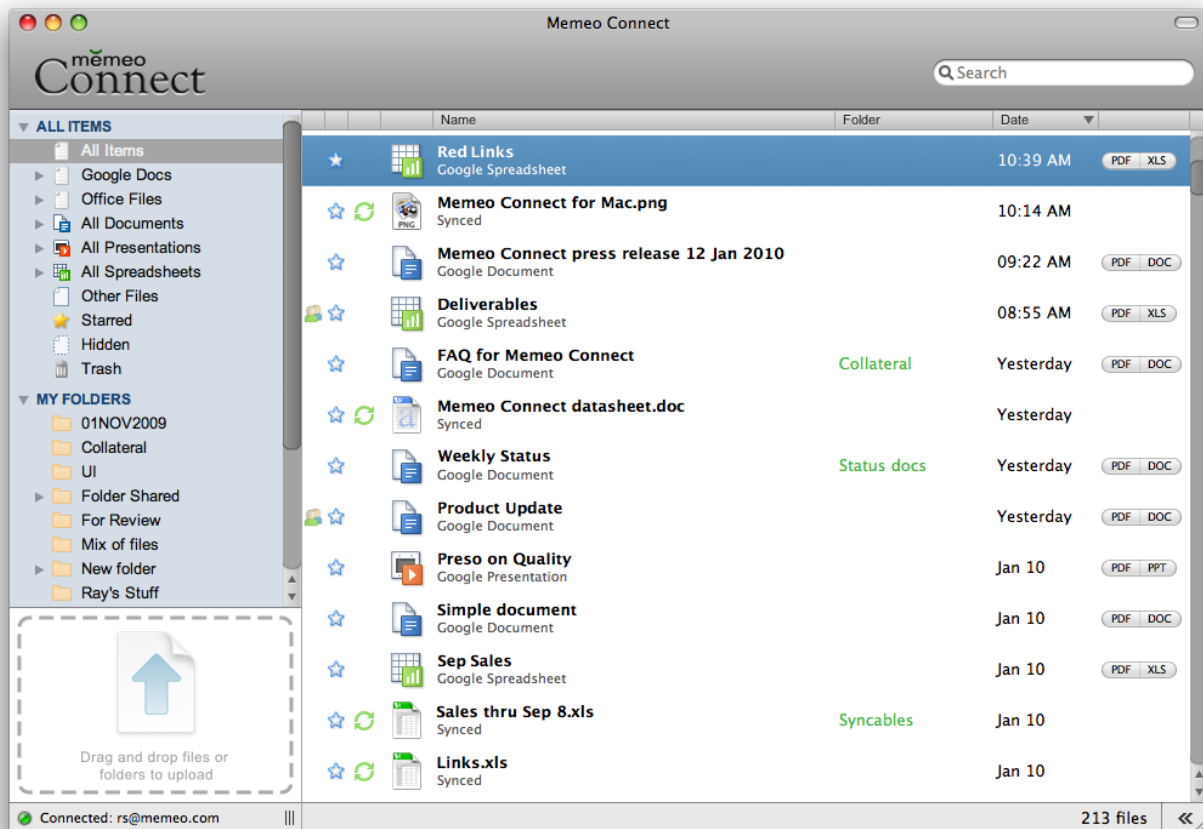 Memeo Connect
memeo
Connect
Search
ALL ITEMS
All Items
Google Docs
Office Files
All Documents
All Presentations
All Spreadsheets
Other Files
Starred
Hidden
Trash
MY FOLDERS
01NOV2009
Collateral
UI
Folder Shared
For Review
Mix of files
New folder
Ray's Stuff
Drag and drop files or
folders to upload
Connected: rs@memeo.com
Name Folder Date
Red Links 10:39 AM PDF XLS
Google Spreadsheet
Memeo Connect for Mac.png 10:14 AM
PNG Synced
Memeo Connect press release 12 Jan 2010 09:22 AM PDF DOC
Google Document
Deliverables 08:55 AM PDF XLS
Google Spreadsheet
FAQ for Memeo Connect Collateral Yesterday PDF DOC
Google Document
Memeo Connect datasheet.doc Yesterday
Synced
Weekly Status Status docs Yesterday PDF DOC
Google Document
Product Update Yesterday PDF DOC
Google Document
Preso on Quality Jan 10 PDF PPT
Google Presentation
Simple document Jan 10 PDF DOC
Google Document
Sep Sales Jan 10 PDF XLS
Google Spreadsheet
Sales thru Sep 8.xls Syncables Jan 10
Synced
Links.xls Jan 10
Synced
213 files